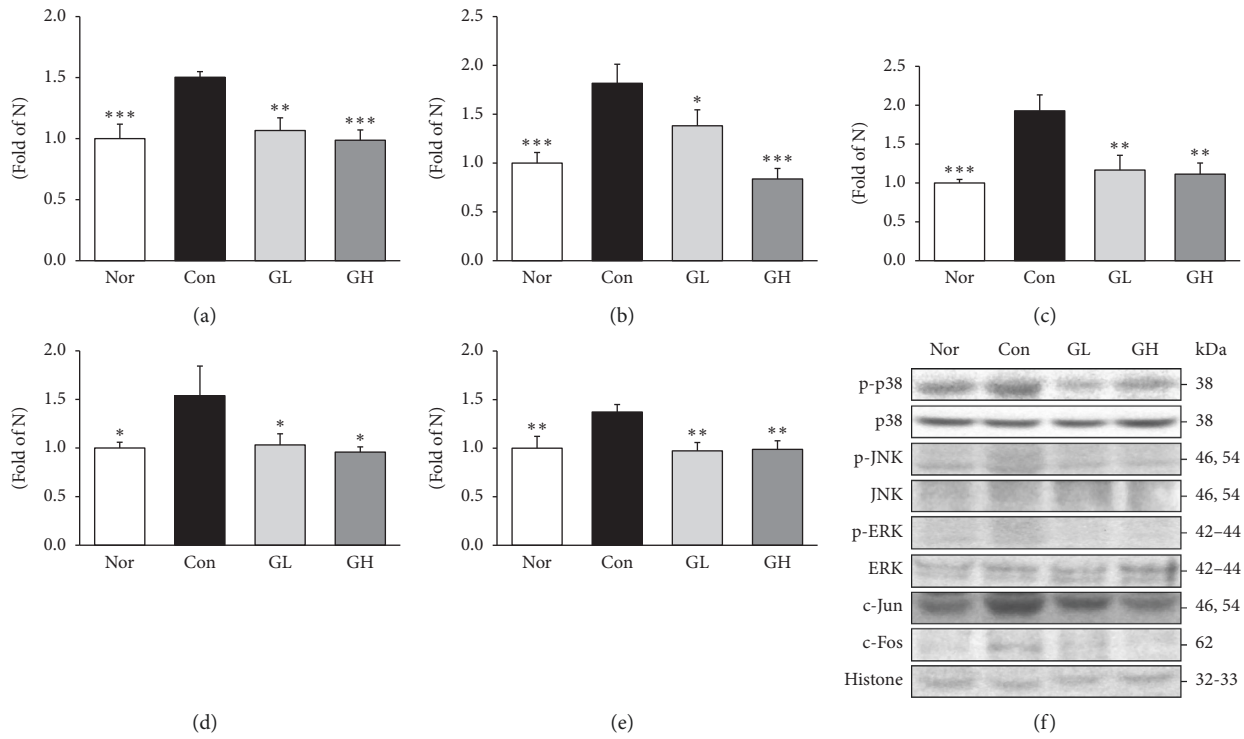 2.0
1.5
1.0
0.5
0.0
(Fold of N)
***
**
***
Nor Con GL GH
(a)
2.5
2.0
1.5
1.0
0.5
0.0
(Fold of N)
***
*
***
Nor Con GL GH
(b)
2.5
2.0
1.5
1.0
0.5
0.0
(Fold of N)
***
**
**
Nor Con GL GH
(c)
2.0
1.5
1.0
0.5
0.0
(Fold of N)
*
*
*
Nor Con GL GH
(d)
2.0
1.5
1.0
0.5
0.0
(Fold of N)
**
**
**
Nor Con GL GH
(e)
Nor Con GL GH kDa
p-p38 38
p38 38
p-JNK 46, 54
JNK 46, 54
p-ERK 42–44
ERK 42–44
c-Jun 46, 54
c-Fos 62
Histone 32-33
(f)